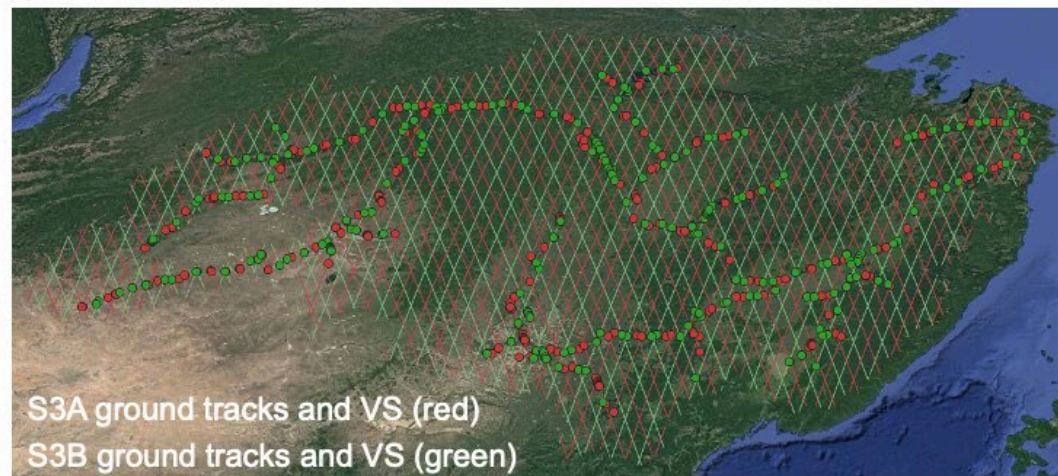 S3A ground tracks and VS (red)
S3B ground tracks and VS (green)